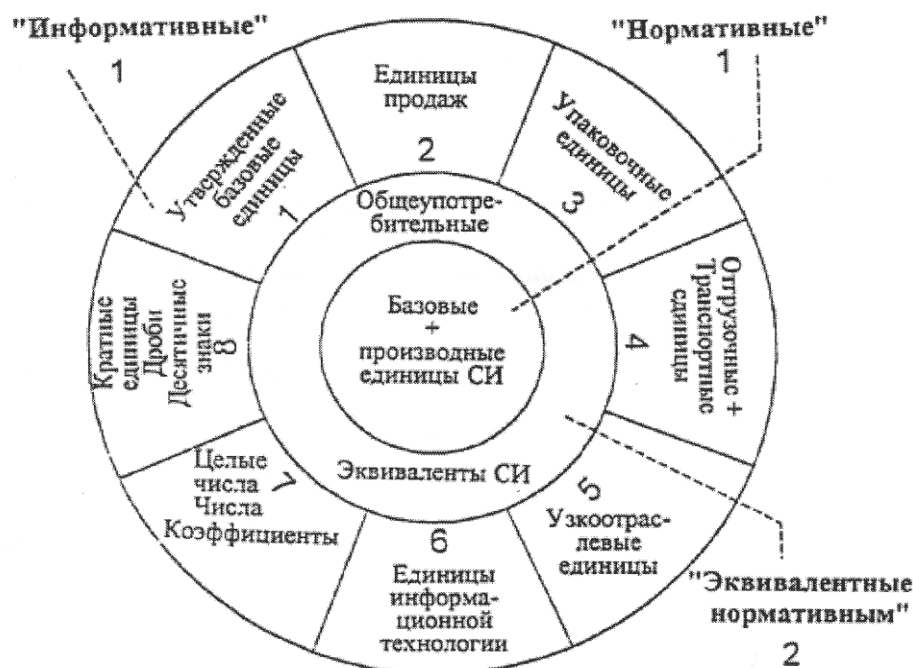 "Информативные"
1
"Нормативные"
1
Утвержденные
базовые
единицы
1
Единицы
продаж
2
Упаковочные
единицы
3
Отгрузочные +
Транспортные
единицы
4
Узкоотрас-
левые
единицы
5
6
Единицы
информа-
ционной
технологии
Целые
числа
Числа
Коэффициенты
7
Кратные
единицы
Дроби
Десятичные
знаки
8
Общеупотре-
бительные
Базовые
+
производные
единицы СИ
Эквиваленты СИ
"Эквивалентные
нормативным"
2